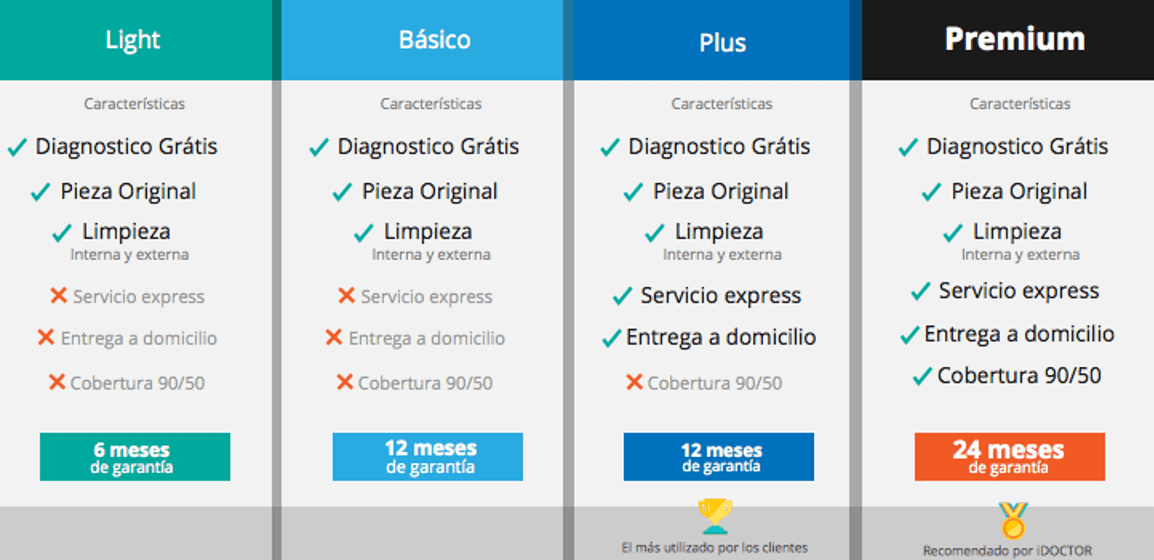 Light
Características
Diagnostico Grátis
Pieza Original
Limpieza
Interna y externa
Servicio express
Entrega a domicilio
Cobertura 90/50
6 meses
de garantía
Básico
Características
Diagnostico Grátis
Pieza Original
Limpieza
Interna y externa
Servicio express
Entrega a domicilio
Cobertura 90/50
12 meses
de garantía
Plus
Características
Diagnostico Grátis
Pieza Original
Limpieza
Interna y externa
Servicio express
Entrega a domicilio
Cobertura 90/50
12 meses
de garantía
El más utilizado por los clientes
Premium
Características
Diagnostico Grátis
Pieza Original
Limpieza
Interna y externa
Servicio express
Entrega a domicilio
Cobertura 90/50
24 meses
de garantía
Recomendado por iDOCTOR